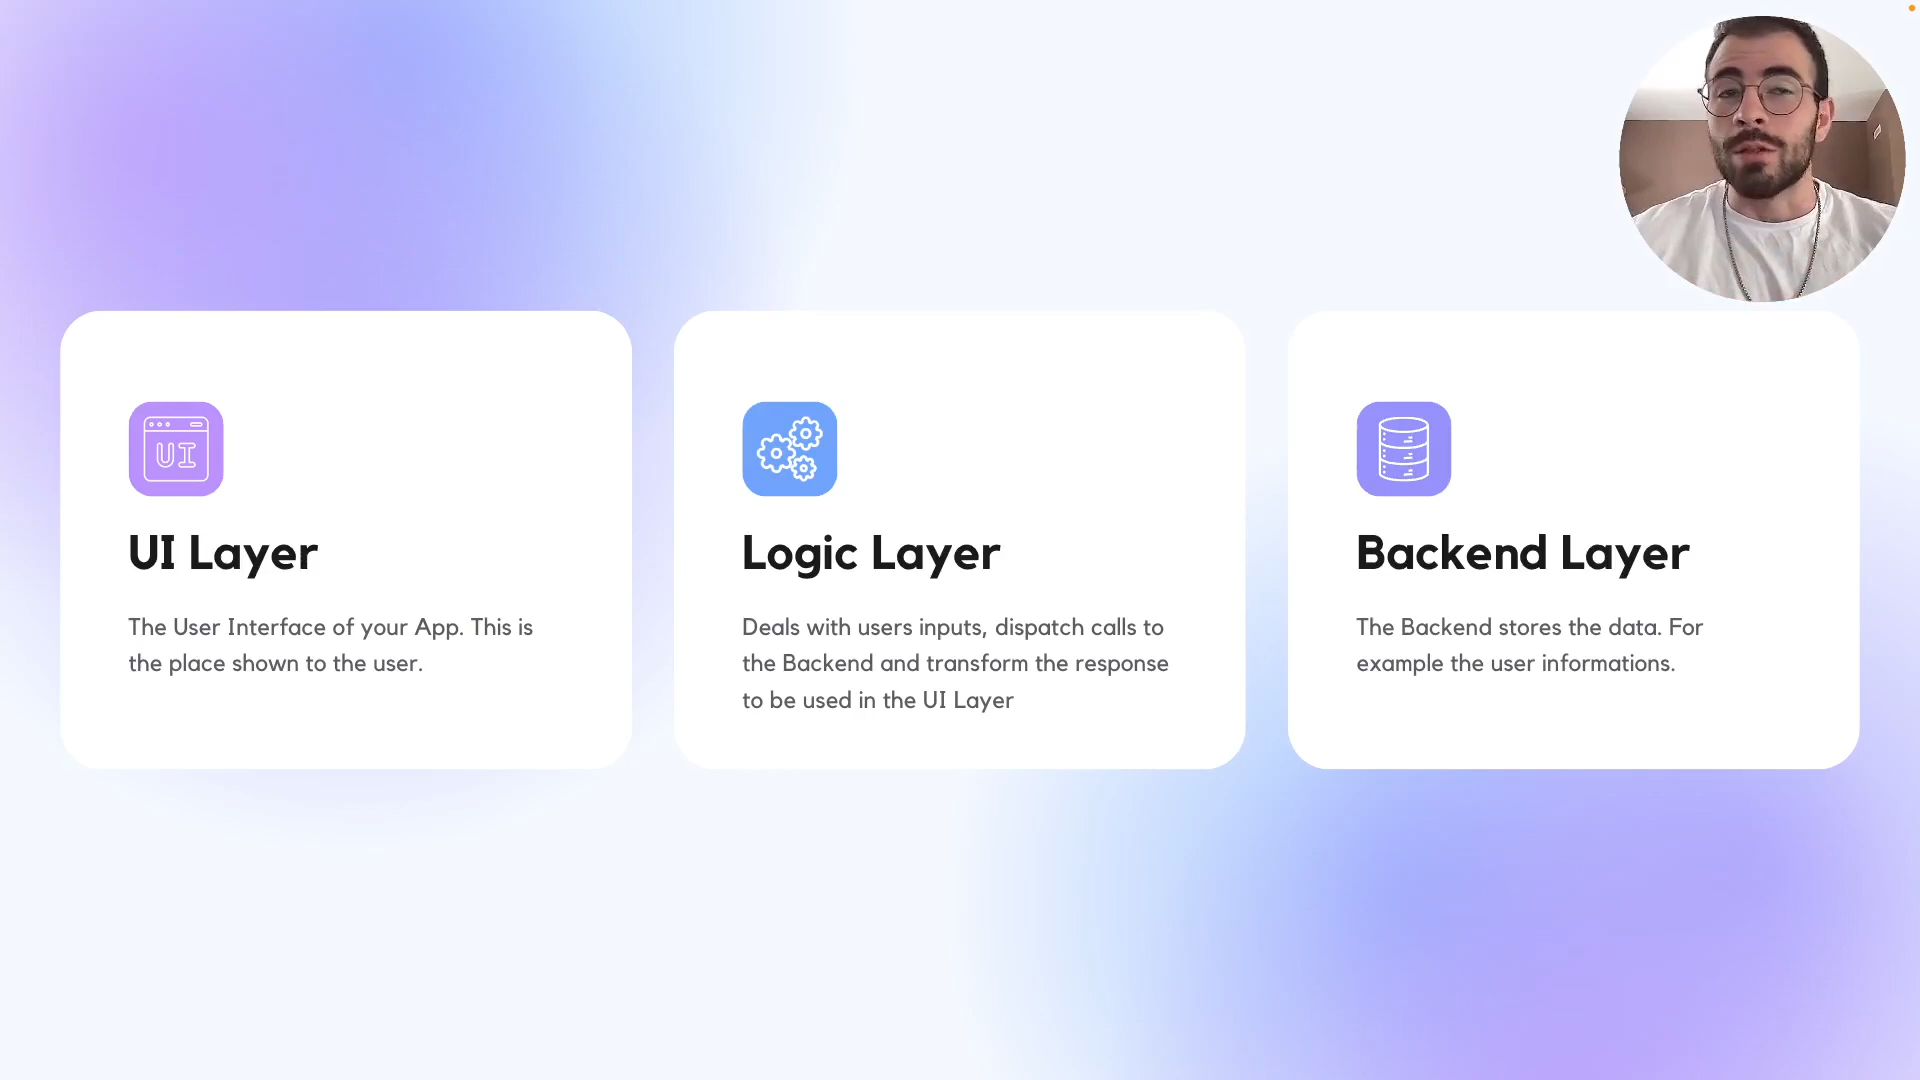 UI
UI Layer
The User Interface of your App. This is
the place shown to the user.
Logic Layer
Deals with users inputs, dispatch calls to
the Backend and transform the response
to be used in the UI Layer
Backend Layer
The Backend stores the data. For
example the user informations.